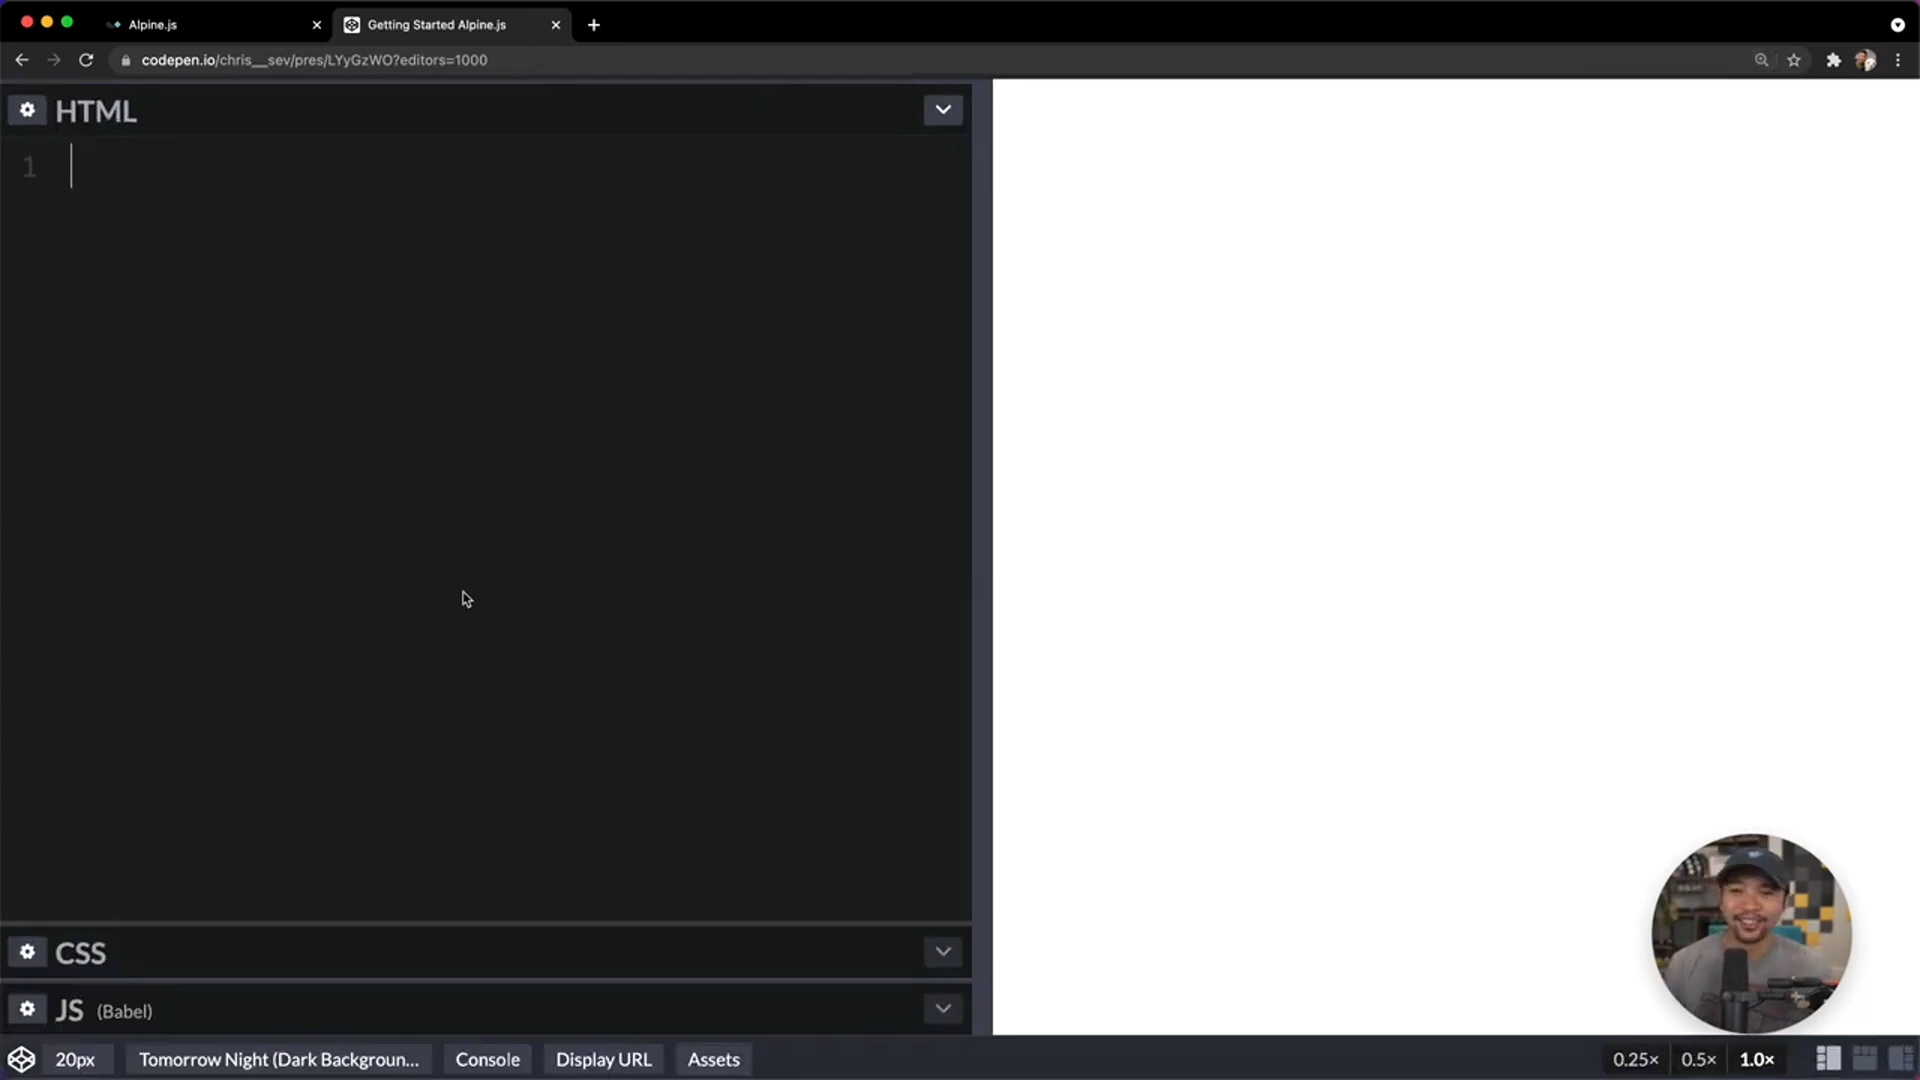 Alpine.js
Getting Started Alpine.js
codepen.io/chris__sev/pres/LYyGzWO?editors=1000
HTML
1
CSS
JS (Babel)
20px
Tomorrow Night (Dark Backgroun...
Console
Display URL
Assets
0.25×
0.5×
1.0×